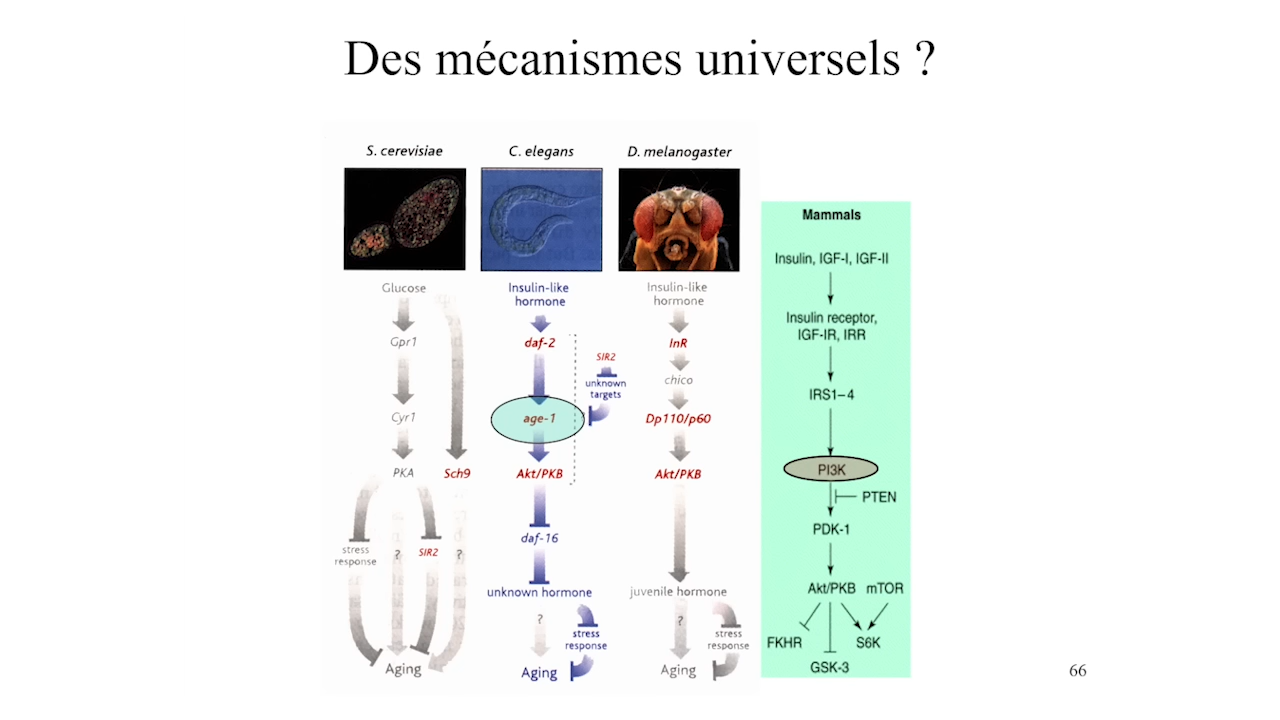 Des mécanismes universels ?
S. cerevisiae
Glucose
Gpr1
Cyr1
PKA
Sch9
stress
response
?
SIR2
?
Aging
C. elegans
Insulin-like
hormone
daf-2
SIR2
unknown
targets
age-1
Akt/PKB
daf-16
unknown hormone
?
stress
response
Aging
D. melanogaster
Insulin-like
hormone
InR
chico
Dp110/p60
Akt/PKB
juvenile hormone
?
stress
response
Aging
Mammals
Insulin, IGF-I, IGF-II
Insulin receptor,
IGF-IR, IRR
IRS1–4
PI3K
PTEN
PDK-1
Akt/PKB mTOR
FKHR
S6K
GSK-3
66